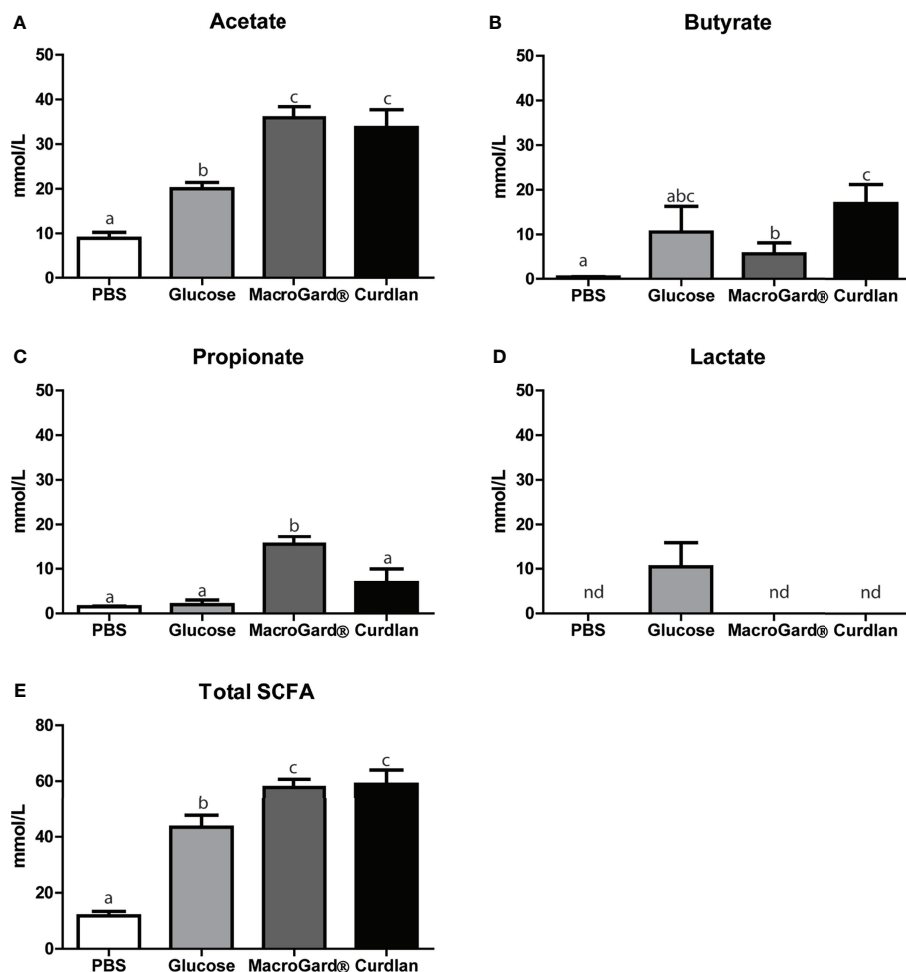 A
Acetate
50
40
30
20
10
0
mmol/L
a
b
c
c
PBS Glucose MacroGard® Curdlan
B
Butyrate
50
40
30
20
10
0
mmol/L
a
abc
b
c
PBS Glucose MacroGard® Curdlan
C
Propionate
50
40
30
20
10
0
mmol/L
a
a
b
a
PBS Glucose MacroGard® Curdlan
D
Lactate
50
40
30
20
10
0
mmol/L
nd
nd
nd
PBS Glucose MacroGard® Curdlan
E
Total SCFA
80
60
40
20
0
mmol/L
a
b
c
c
PBS Glucose MacroGard® Curdlan